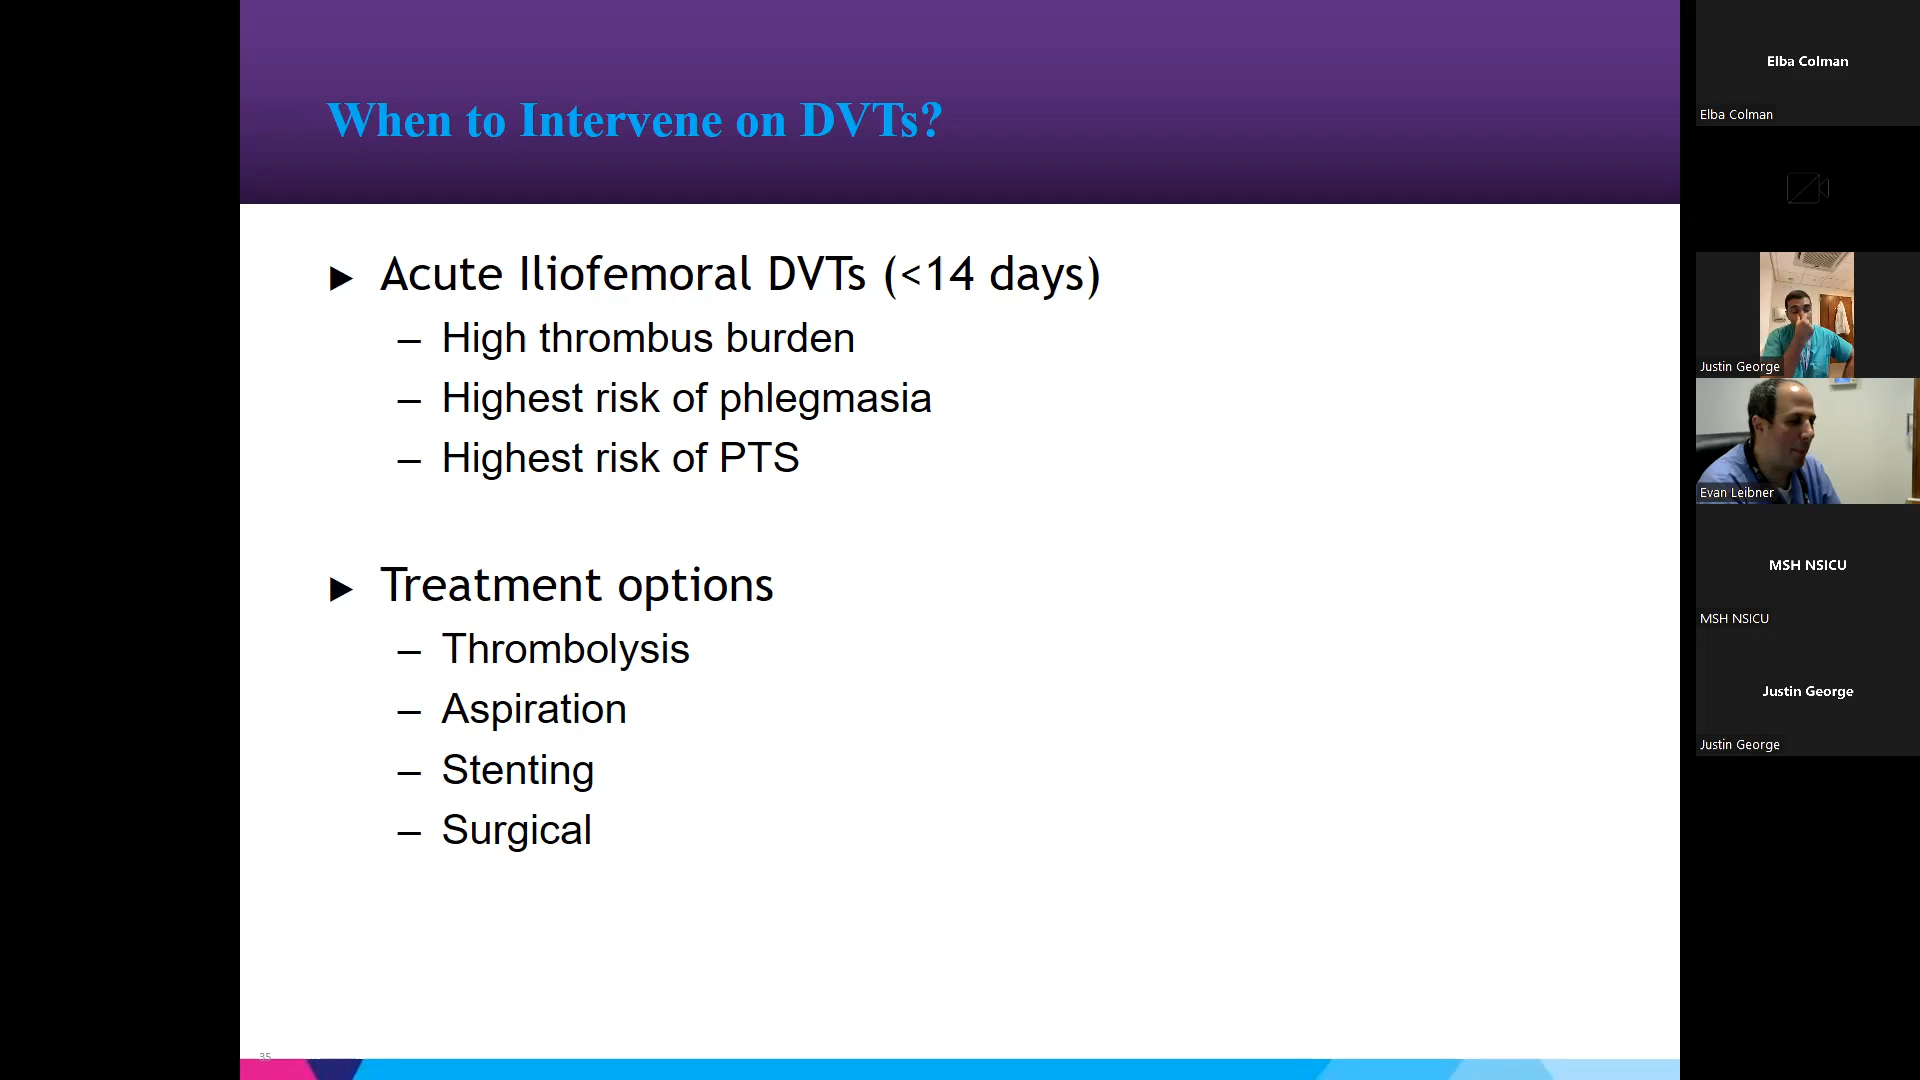 When to Intervene on DVTs?
► Acute Iliofemoral DVTs (<14 days)
– High thrombus burden
– Highest risk of phlegmasia
– Highest risk of PTS
► Treatment options
– Thrombolysis
– Aspiration
– Stenting
– Surgical
35
Elba Colman
Elba Colman
Justin George
Evan Leibner
MSH NSICU
MSH NSICU
Justin George
Justin George